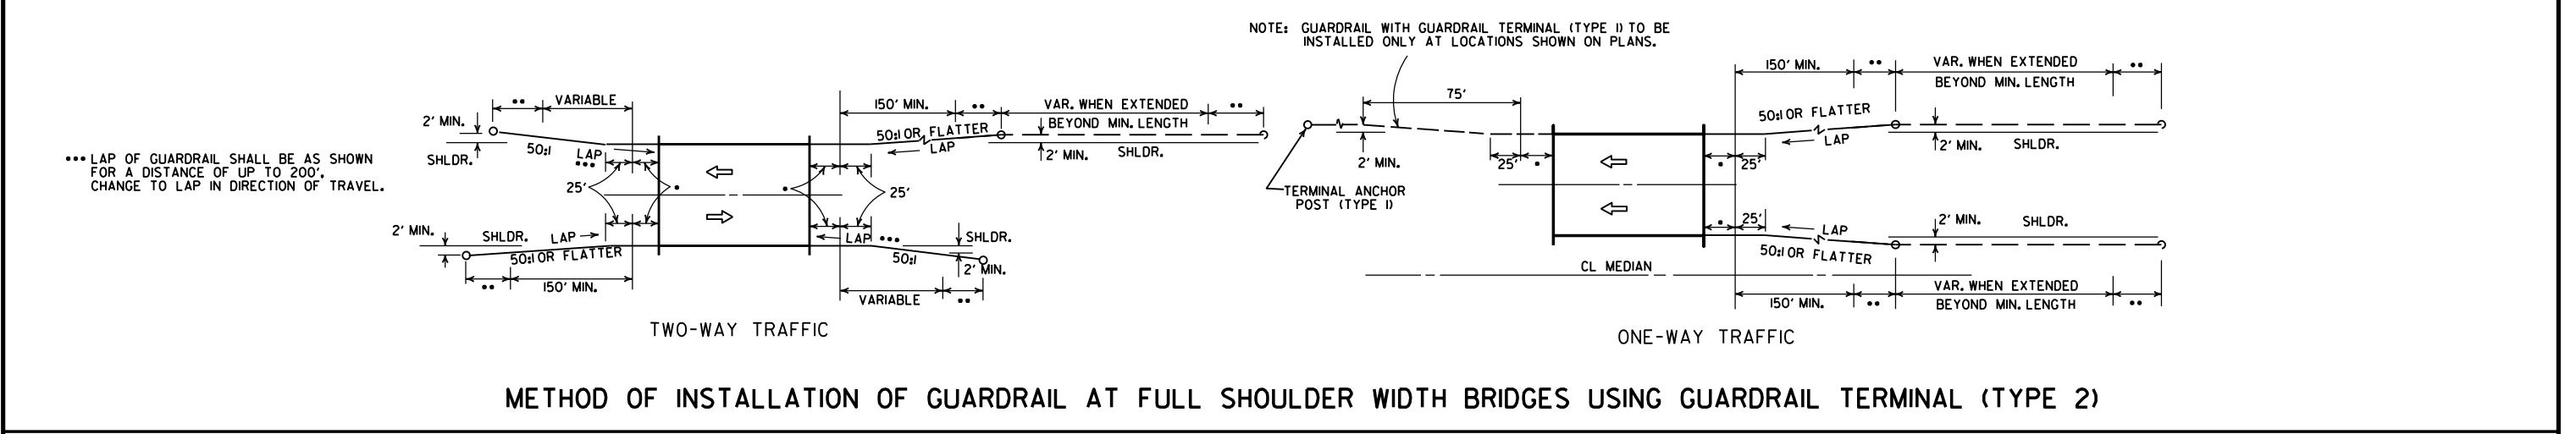 NOTE: GUARDRAIL WITH GUARDRAIL TERMINAL (TYPE I) TO BE
INSTALLED ONLY AT LOCATIONS SHOWN ON PLANS.
••• LAP OF GUARDRAIL SHALL BE AS SHOWN
FOR A DISTANCE OF UP TO 200'.
CHANGE TO LAP IN DIRECTION OF TRAVEL.
•• VARIABLE
2' MIN.
SHLDR.
50:1
LAP
•••
25'
•
2' MIN.
SHLDR.
LAP
50:1 OR FLATTER
•• 150' MIN.
150' MIN. •• VAR. WHEN EXTENDED ••
BEYOND MIN. LENGTH
50:1 OR FLATTER
LAP
2' MIN. SHLDR.
•
25'
LAP •••
SHLDR.
50:1
2' MIN.
VARIABLE ••
TWO-WAY TRAFFIC
75'
2' MIN.
25' •
TERMINAL ANCHOR
POST (TYPE I)
150' MIN. •• VAR. WHEN EXTENDED ••
BEYOND MIN. LENGTH
50:1 OR FLATTER
LAP
2' MIN. SHLDR.
• 25'
• 25'
LAP
50:1 OR FLATTER
2' MIN. SHLDR.
CL MEDIAN
150' MIN. •• VAR. WHEN EXTENDED ••
BEYOND MIN. LENGTH
ONE-WAY TRAFFIC
METHOD OF INSTALLATION OF GUARDRAIL AT FULL SHOULDER WIDTH BRIDGES USING GUARDRAIL TERMINAL (TYPE 2)